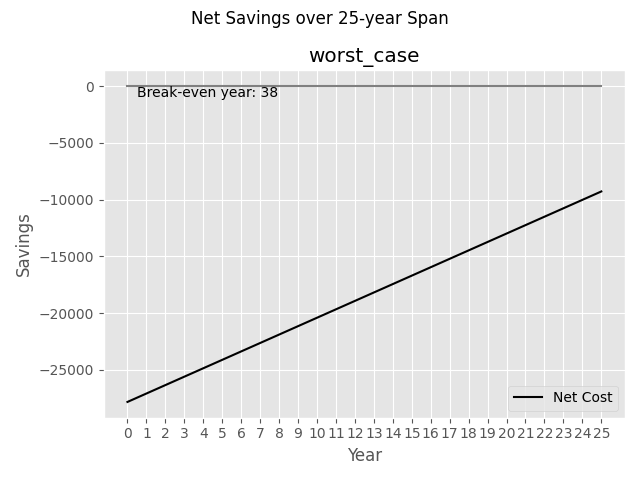 Net Savings over 25-year Span
worst_case
Break-even year: 38
0
−5000
−10000
−15000
−20000
−25000
Savings
Net Cost
0 1 2 3 4 5 6 7 8 9 10 11 12 13 14 15 16 17 18 19 20 21 22 23 24 25
Year